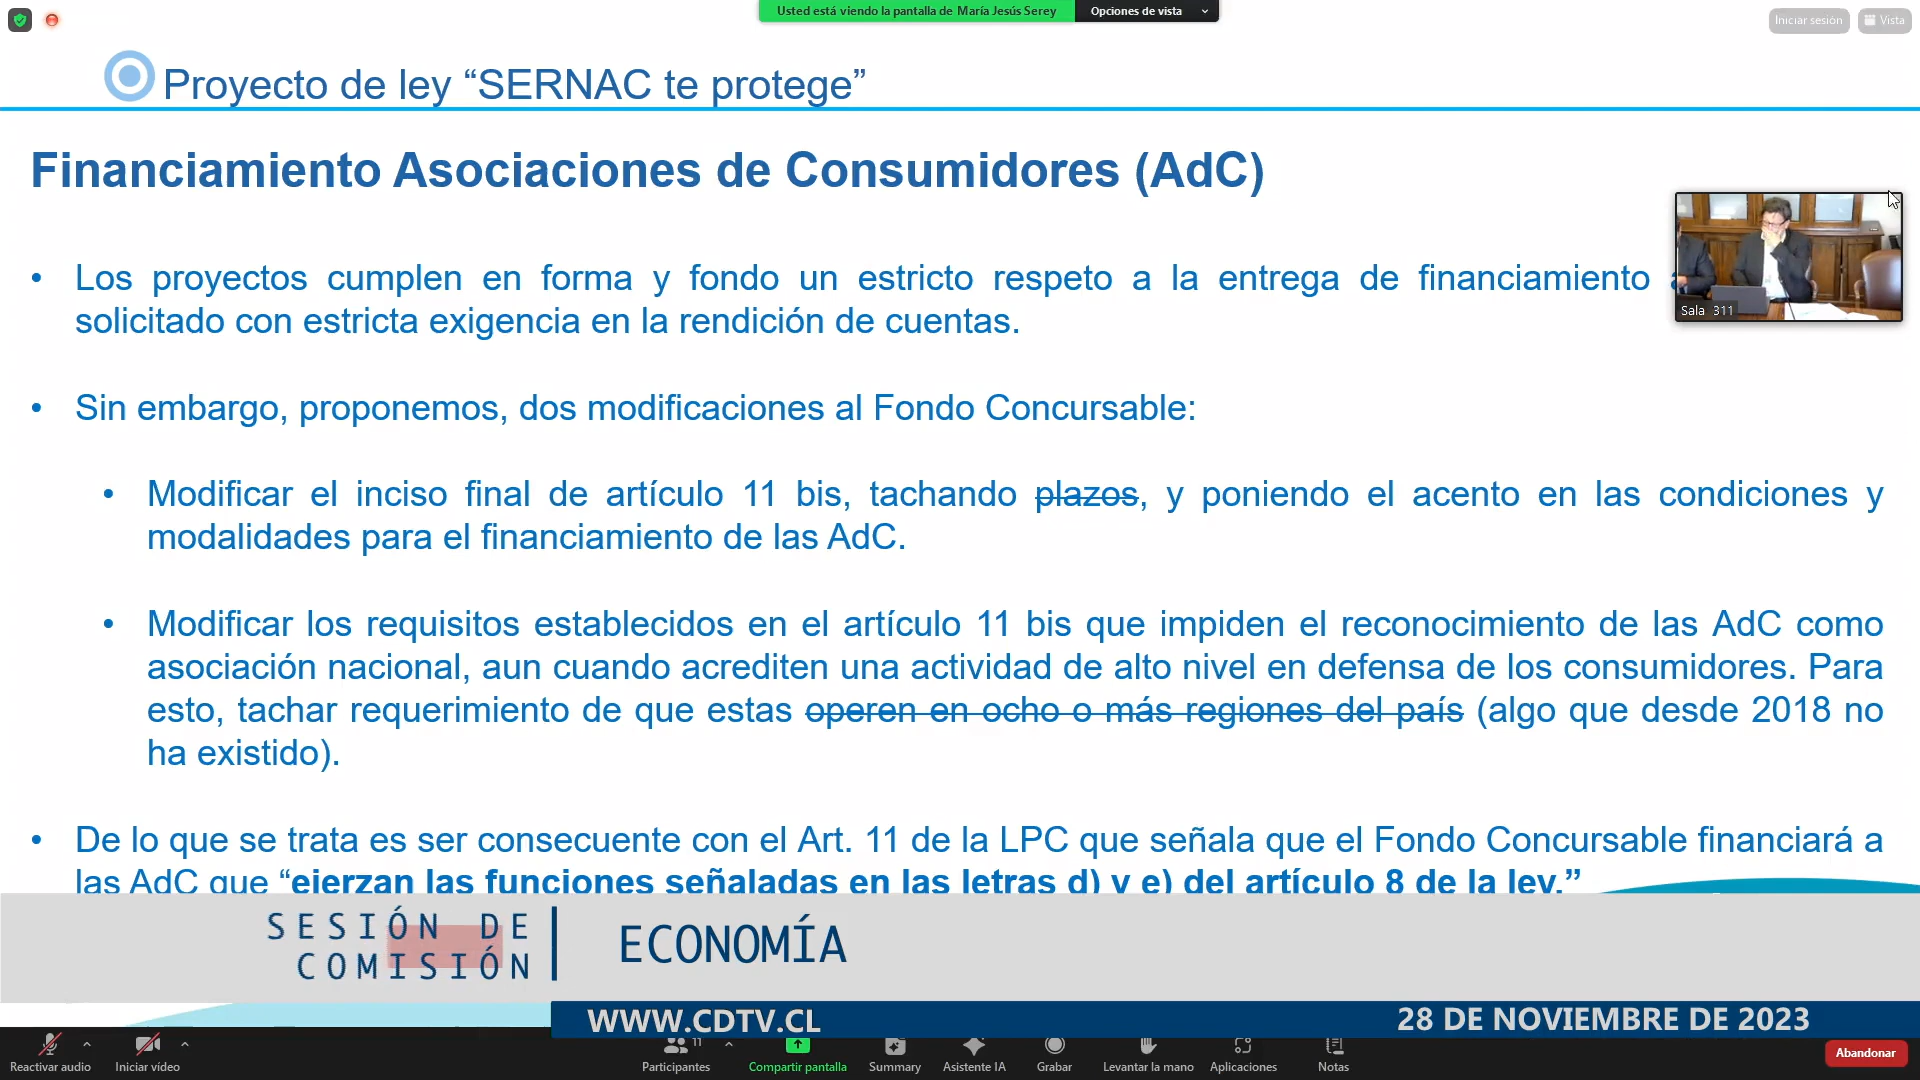 Usted está viendo la pantalla de María Jesús Serey
Opciones de vista
Iniciar sesión
Vista
Proyecto de ley “SERNAC te protege”
Financiamiento Asociaciones de Consumidores (AdC)
• Los proyectos cumplen en forma y fondo un estricto respeto a la entrega de financiamiento
solicitado con estricta exigencia en la rendición de cuentas.
Sala 311
• Sin embargo, proponemos, dos modificaciones al Fondo Concursable:
• Modificar el inciso final de artículo 11 bis, tachando plazos, y poniendo el acento en las condiciones y
modalidades para el financiamiento de las AdC.
• Modificar los requisitos establecidos en el artículo 11 bis que impiden el reconocimiento de las AdC como
asociación nacional, aun cuando acrediten una actividad de alto nivel en defensa de los consumidores. Para
esto, tachar requerimiento de que estas operen en ocho o más regiones del país (algo que desde 2018 no
ha existido).
• De lo que se trata es ser consecuente con el Art. 11 de la LPC que señala que el Fondo Concursable financiará a
las AdC que “ejerzan las funciones señaladas en las letras d) y e) del artículo 8 de la ley.”
SESIÓN DE
COMISIÓN
ECONOMÍA
WWW.CDTV.CL
28 DE NOVIEMBRE DE 2023
Reactivar audio
Iniciar vídeo
11
Participantes
Compartir pantalla
Summary
Asistente IA
Grabar
Levantar la mano
Aplicaciones
Notas
Abandonar